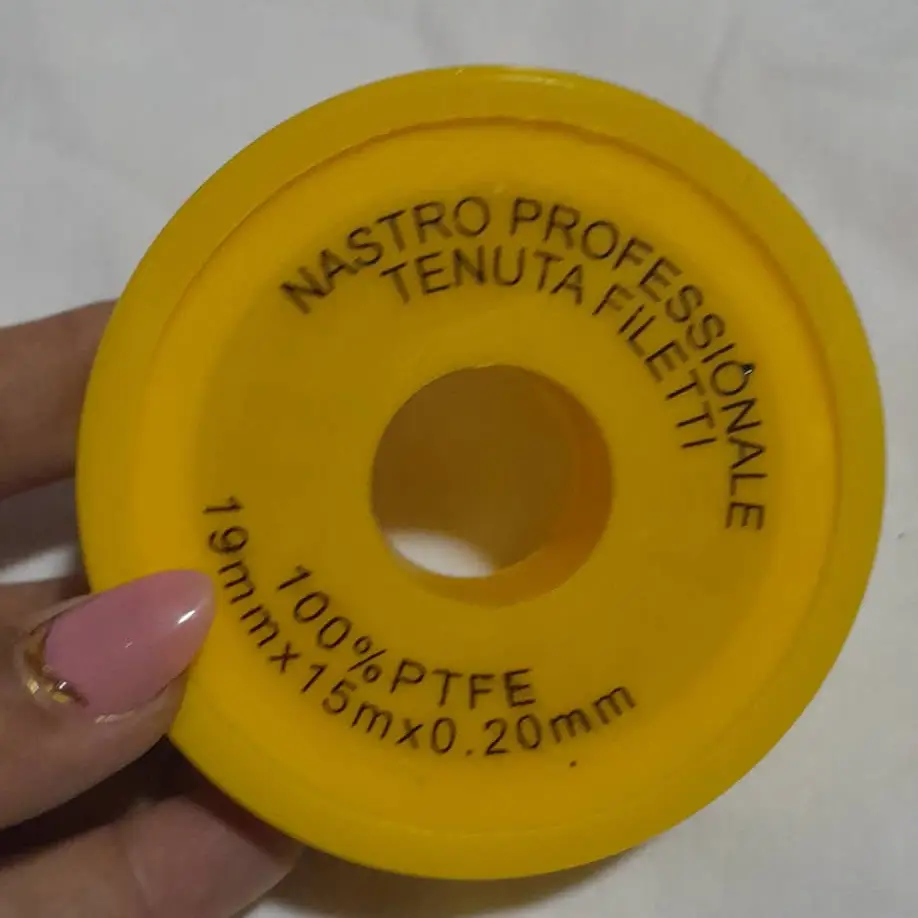 NASTRO PROFESSIONALE
TENUTA FILETTI
100%PTFE
19mmx15mx0.20mm